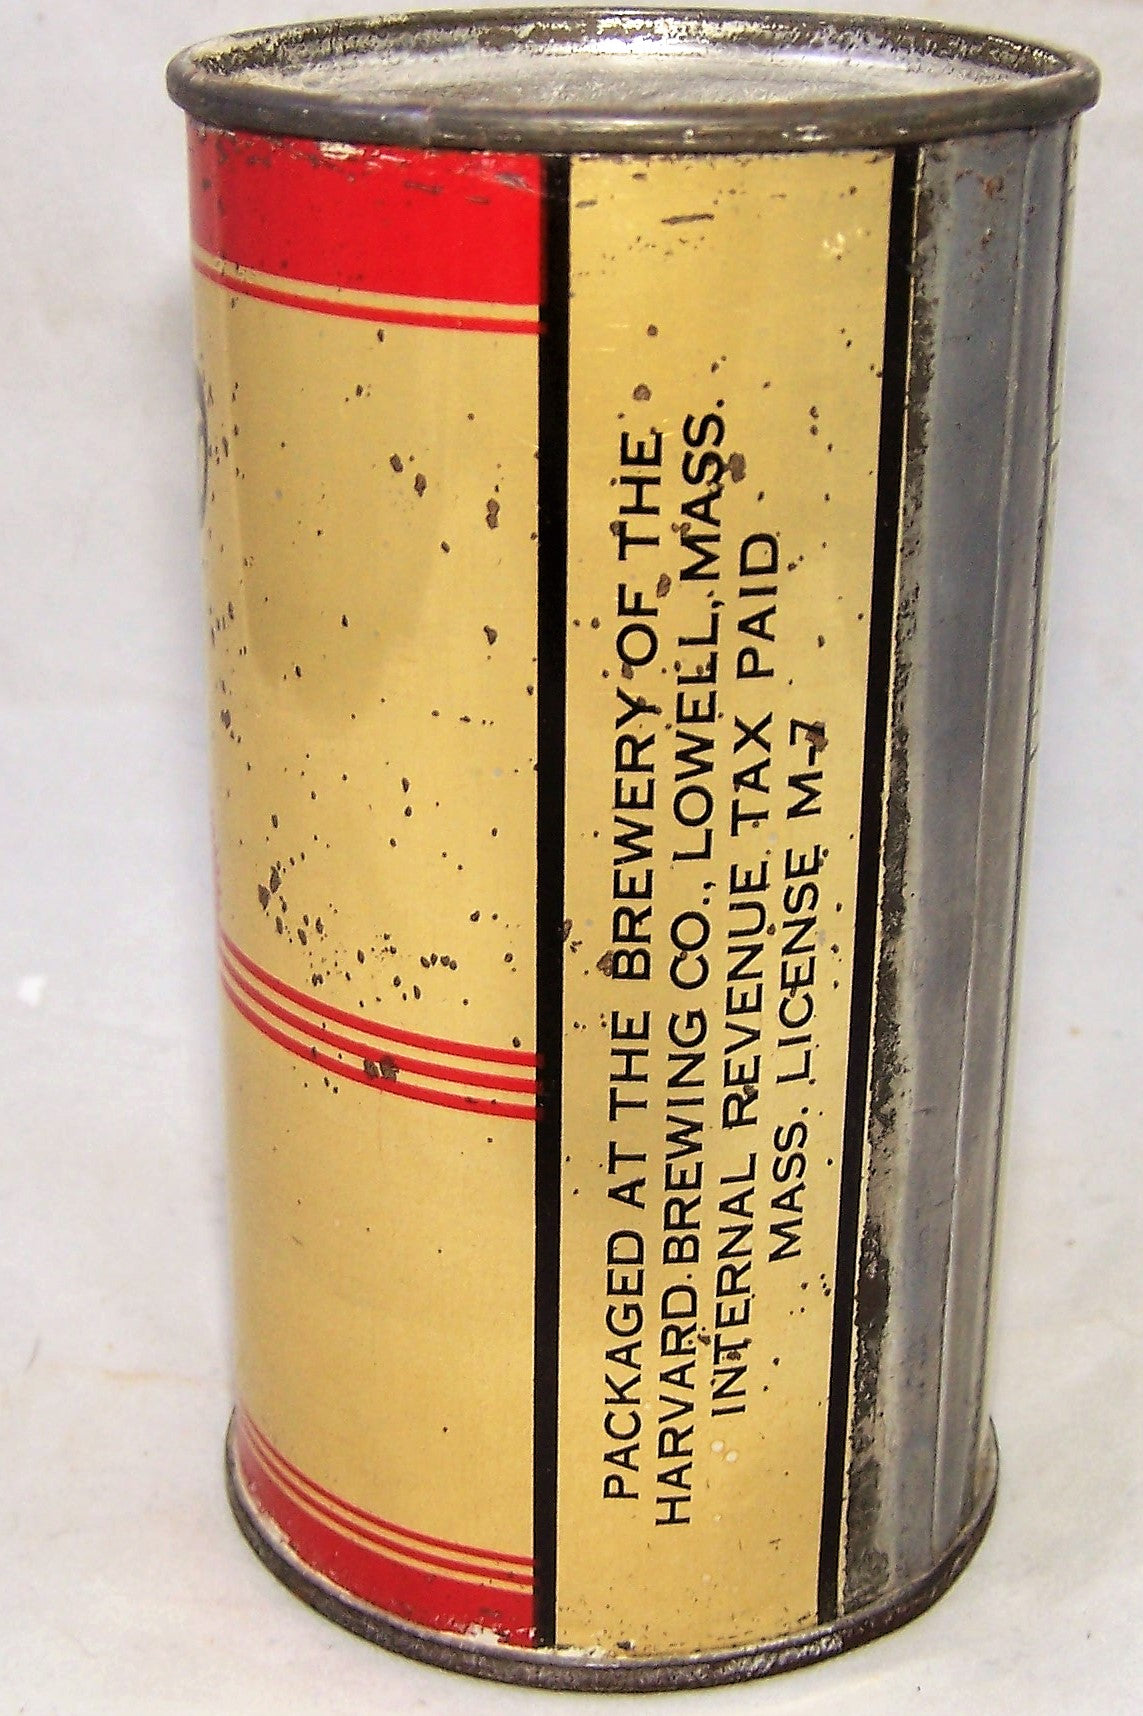 PACKAGED AT THE BREWERY OF THE
HARVARD BREWING CO., LOWELL, MASS.
INTERNAL REVENUE TAX PAID
MASS. LICENSE M-7